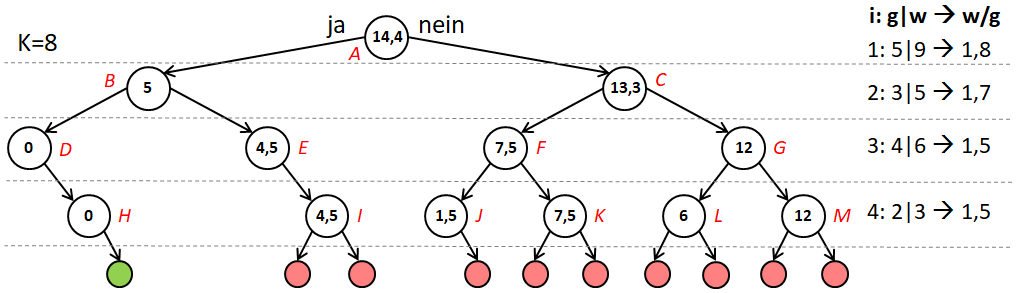 i: g|w → w/g
ja nein
K=8
14,4
A
1: 5|9 → 1,8
B
5
13,3
C
2: 3|5 → 1,7
0
D
4,5
E
7,5
F
12
G
3: 4|6 → 1,5
0
H
4,5
I
1,5
J
7,5
K
6
L
12
M
4: 2|3 → 1,5